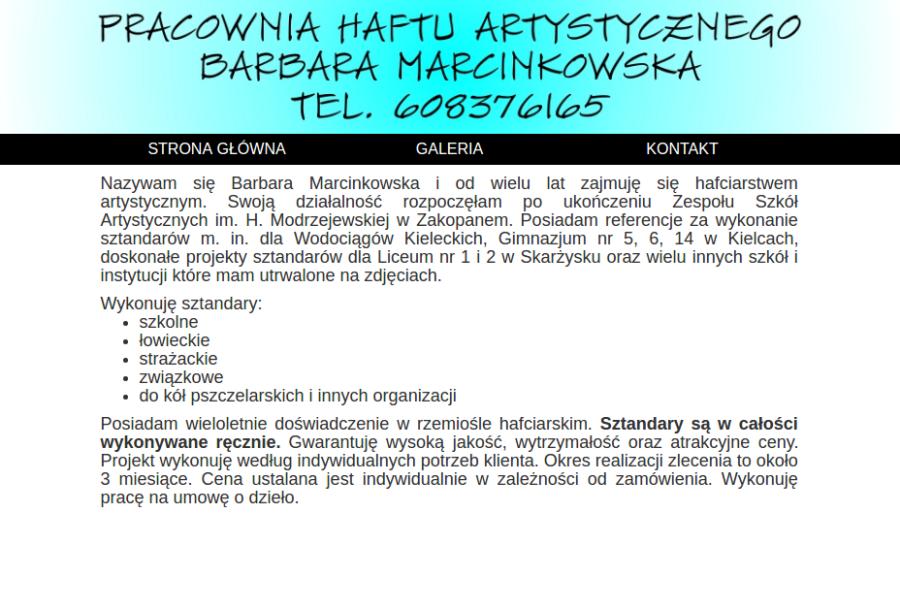 PRACOWNIA HAFTU ARTYSTYCZNEGO
BARBARA MARCINKOWSKA
TEL. 608376165
STRONA GŁÓWNA GALERIA KONTAKT
Nazywam się Barbara Marcinkowska i od wielu lat zajmuję się hafciarstwem
artystycznym. Swoją działalność rozpoczęłam po ukończeniu Zespołu Szkół
Artystycznych im. H. Modrzejewskiej w Zakopanem. Posiadam referencje za wykonanie
sztandarów m. in. dla Wodociągów Kieleckich, Gimnazjum nr 5, 6, 14 w Kielcach,
doskonałe projekty sztandarów dla Liceum nr 1 i 2 w Skarżysku oraz wielu innych szkół i
instytucji które mam utrwalone na zdjęciach.
Wykonuję sztandary:
• szkolne
• łowieckie
• strażackie
• związkowe
• do kół pszczelarskich i innych organizacji
Posiadam wieloletnie doświadczenie w rzemiośle hafciarskim. Sztandary są w całości
wykonywane ręcznie. Gwarantuję wysoką jakość, wytrzymałość oraz atrakcyjne ceny.
Projekt wykonuję według indywidualnych potrzeb klienta. Okres realizacji zlecenia to około
3 miesiące. Cena ustalana jest indywidualnie w zależności od zamówienia. Wykonuję
pracę na umowę o dzieło.